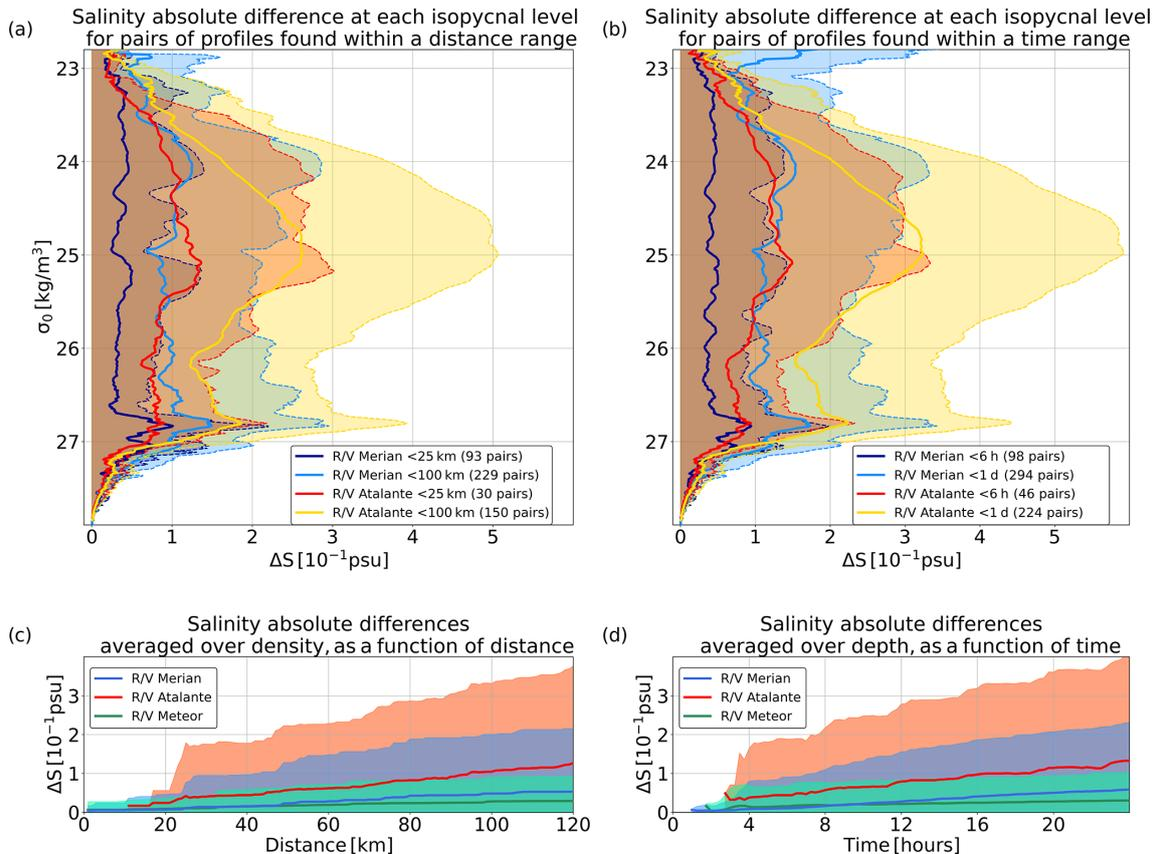 (a)
Salinity absolute difference at each isopycnal level
for pairs of profiles found within a distance range
23
24
25
26
27
σ₀ [kg/m³]
R/V Merian <25 km (93 pairs)
R/V Merian <100 km (229 pairs)
R/V Atalante <25 km (30 pairs)
R/V Atalante <100 km (150 pairs)
0 1 2 3 4 5
ΔS [10⁻¹psu]
(b)
Salinity absolute difference at each isopycnal level
for pairs of profiles found within a time range
23
24
25
26
27
R/V Merian <6 h (98 pairs)
R/V Merian <1 d (294 pairs)
R/V Atalante <6 h (46 pairs)
R/V Atalante <1 d (224 pairs)
0 1 2 3 4 5
ΔS [10⁻¹psu]
(c)
Salinity absolute differences
averaged over density, as a function of distance
R/V Merian
R/V Atalante
R/V Meteor
3
2
1
0
ΔS [10⁻¹psu]
0 20 40 60 80 100 120
Distance [km]
(d)
Salinity absolute differences
averaged over depth, as a function of time
R/V Merian
R/V Atalante
R/V Meteor
3
2
1
0
ΔS [10⁻¹psu]
0 4 8 12 16 20
Time [hours]